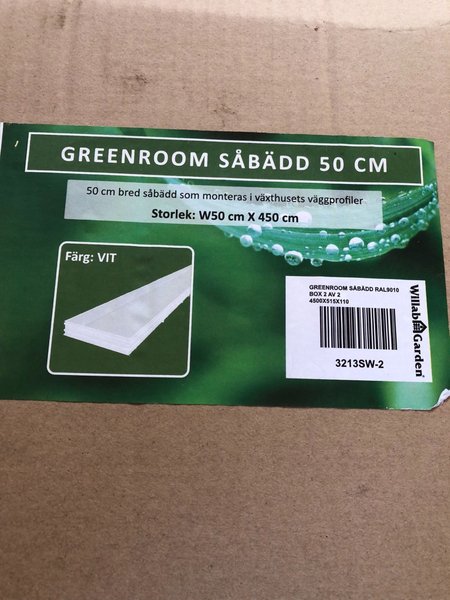 GREENROOM SÅBÄDD 50 CM
50 cm bred såbädd som monteras i växthusets väggprofiler
Storlek: W50 cm X 450 cm
Färg: VIT
GREENROOM SÅBÄDD RAL9010
BOX 2 AV 2
4500X515X110
3213SW-2
Willab Garden®